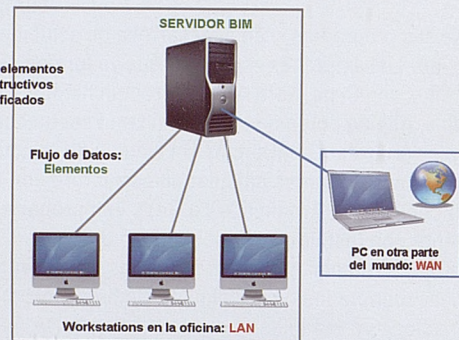 SERVIDOR BIM
elementos
tructivos
ficados
Flujo de Datos:
Elementos
PC en otra parte
del mundo: WAN
Workstations en la oficina: LAN